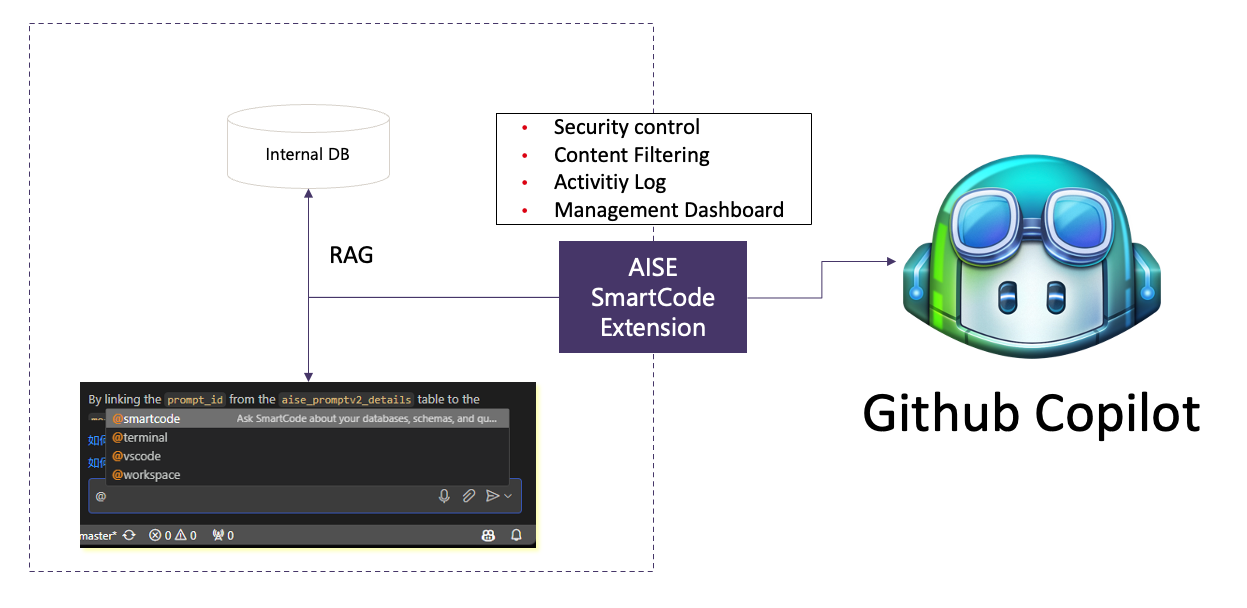 Internal DB
Security control
Content Filtering
Activitiy Log
Management Dashboard
RAG
AISE
SmartCode
Extension
Github Copilot
By linking the prompt_id from the aise_promptv2_details table to the
@smartcode Ask SmartCode about your databases, schemas, and qu...
如何
@terminal
@vscode
如何
@workspace
@
master* 0 0 0